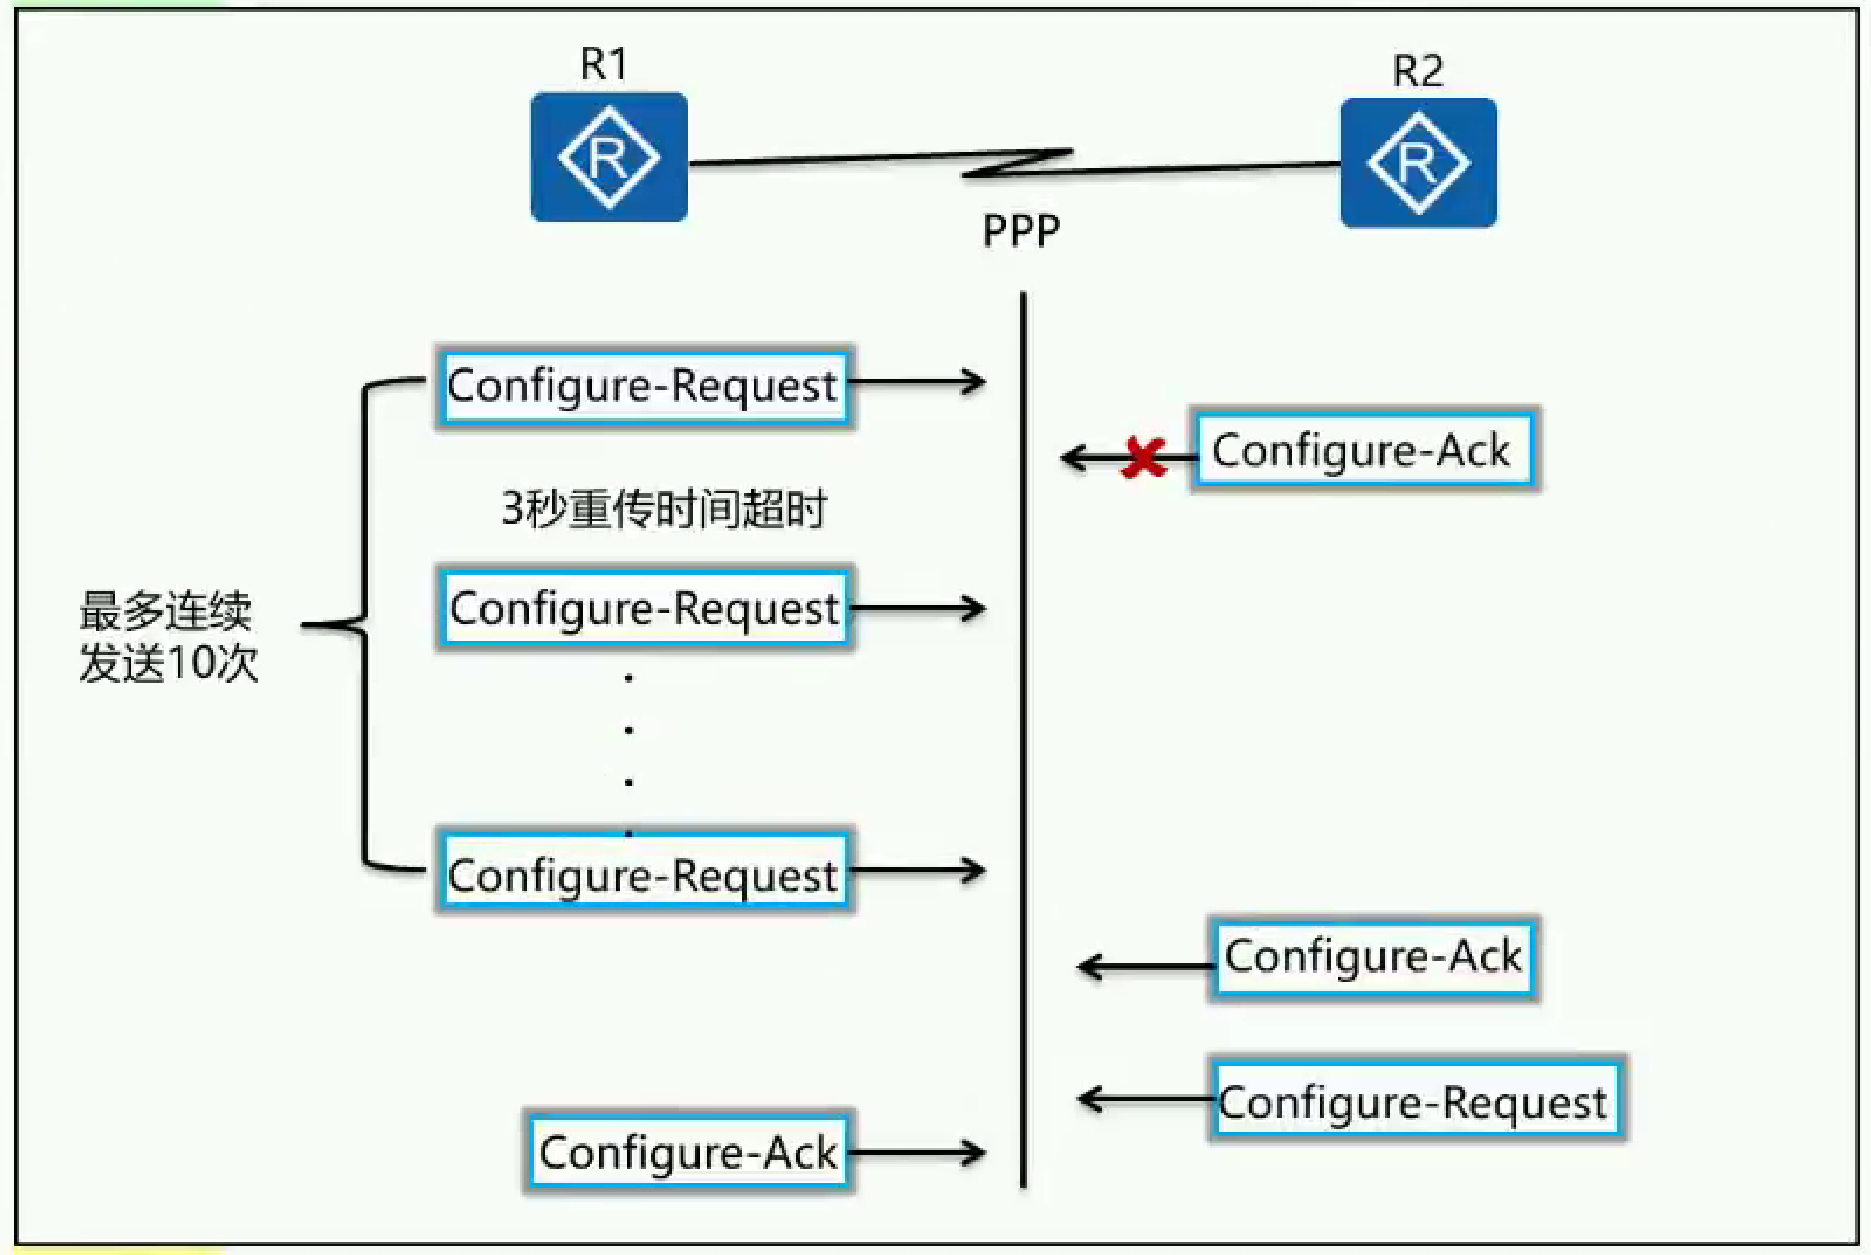 R1
R2
R
R
PPP
Configure-Request
Configure-Ack
3秒重传时间超时
Configure-Request
最多连续
发送10次
Configure-Request
Configure-Ack
Configure-Request
Configure-Ack